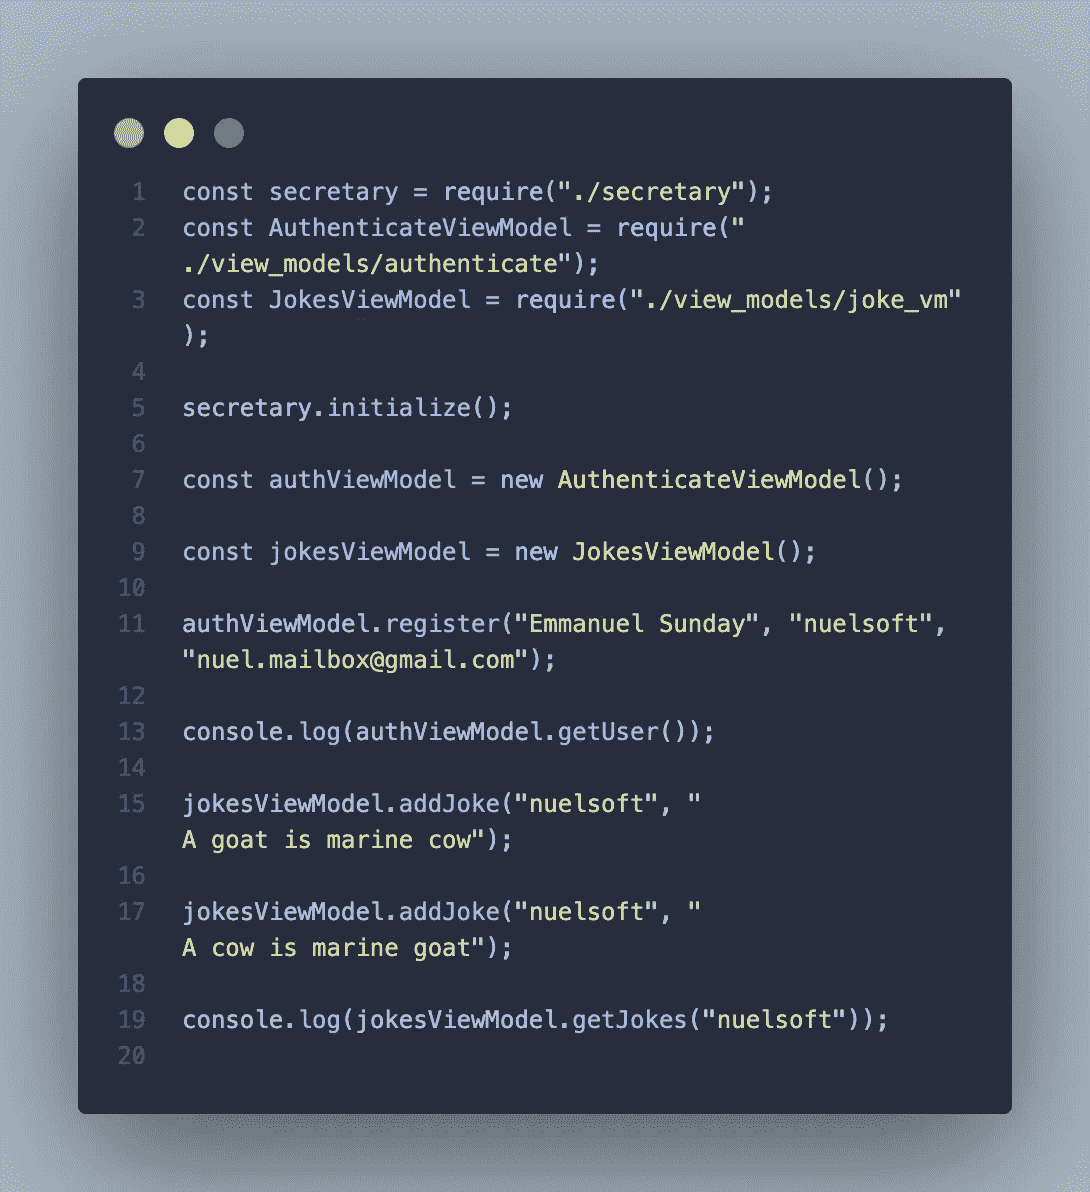 1 const secretary = require("./secretary");
2 const AuthenticateViewModel = require("
./view_models/authenticate");
3 const JokesViewModel = require("./view_models/joke_vm"
);
4
5 secretary.initialize();
6
7 const authViewModel = new AuthenticateViewModel();
8
9 const jokesViewModel = new JokesViewModel();
10
11 authViewModel.register("Emmanuel Sunday", "nuelsoft",
"nuel.mailbox@gmail.com");
12
13 console.log(authViewModel.getUser());
14
15 jokesViewModel.addJoke("nuelsoft", "
A goat is marine cow");
16
17 jokesViewModel.addJoke("nuelsoft", "
A cow is marine goat");
18
19 console.log(jokesViewModel.getJokes("nuelsoft"));
20